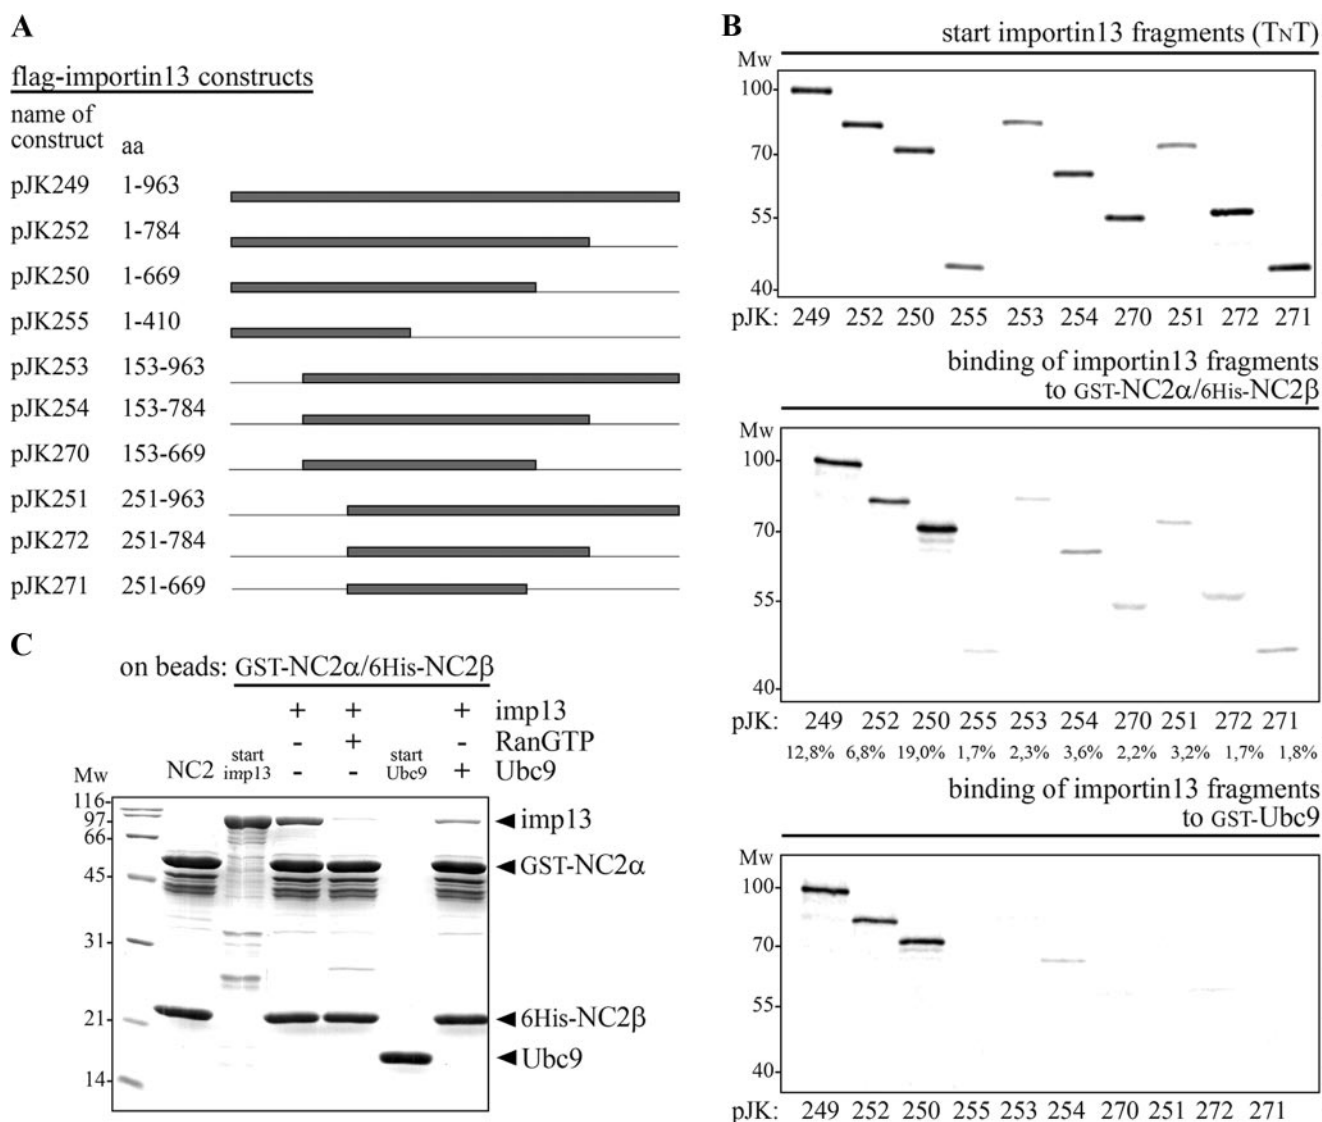 A
flag-importin13 constructs
name of
construct aa
pJK249 1-963
pJK252 1-784
pJK250 1-669
pJK255 1-410
pJK253 153-963
pJK254 153-784
pJK270 153-669
pJK251 251-963
pJK272 251-784
pJK271 251-669
B
start importin13 fragments (TNT)
Mw
100-
70-
55-
40-
pJK: 249 252 250 255 253 254 270 251 272 271
binding of importin13 fragments
to GST-NC2α/6His-NC2β
Mw
100-
70-
55-
40-
pJK: 249 252 250 255 253 254 270 251 272 271
12,8% 6,8% 19,0% 1,7% 2,3% 3,6% 2,2% 3,2% 1,7% 1,8%
binding of importin13 fragments
to GST-Ubc9
Mw
100-
70-
55-
40-
pJK: 249 252 250 255 253 254 270 251 272 271
C
on beads: GST-NC2α/6His-NC2β
+ + + imp13
- + - RanGTP
- - + Ubc9
Mw NC2 start imp13 start Ubc9
116-
97-
66-
45-
31-
21-
14-
imp13
GST-NC2α
6His-NC2β
Ubc9